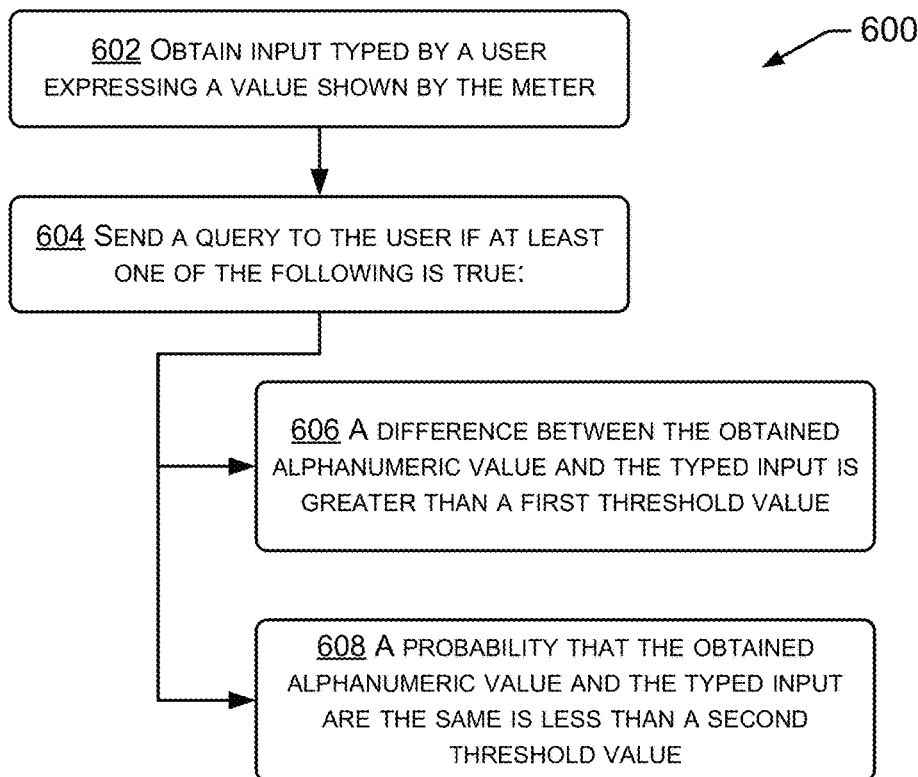 600
602 OBTAIN INPUT TYPED BY A USER
EXPRESSING A VALUE SHOWN BY THE METER
604 SEND A QUERY TO THE USER IF AT LEAST
ONE OF THE FOLLOWING IS TRUE:
606 A DIFFERENCE BETWEEN THE OBTAINED
ALPHANUMERIC VALUE AND THE TYPED INPUT IS
GREATER THAN A FIRST THRESHOLD VALUE
608 A PROBABILITY THAT THE OBTAINED
ALPHANUMERIC VALUE AND THE TYPED INPUT
ARE THE SAME IS LESS THAN A SECOND
THRESHOLD VALUE